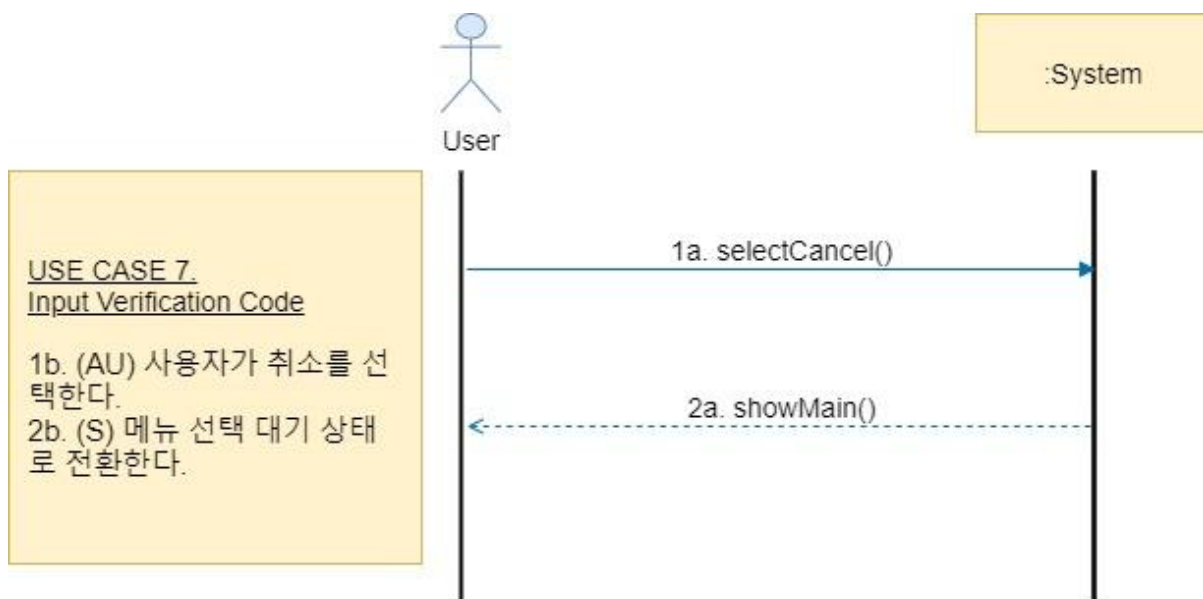 User
:System
USE CASE 7.
Input Verification Code
1b. (AU) 사용자가 취소를 선
택한다.
2b. (S) 메뉴 선택 대기 상태
로 전환한다.
1a. selectCancel()
2a. showMain()